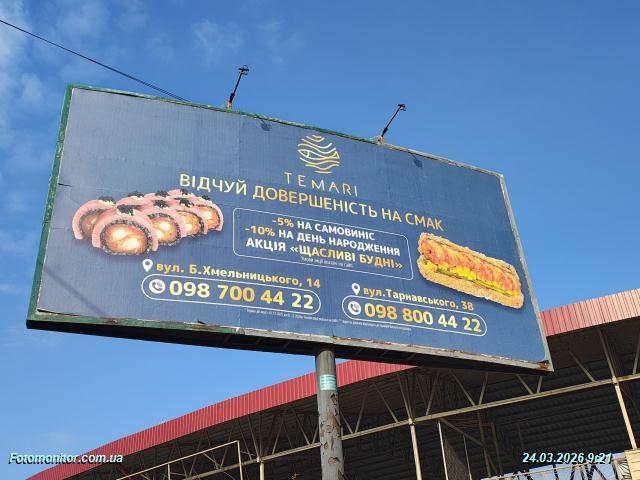 TEMARI
ВІДЧУЙ ДОВЕРШЕНІСТЬ НА СМАК
-5% НА САМОВИНІС
-10% НА ДЕНЬ НАРОДЖЕННЯ
АКЦІЯ «ЩАСЛИВІ БУДНІ»
вул. Б.Хмельницького, 14
098 700 44 22
вул.Тарнавського, 38
098 800 44 22
Fotomonitor.com.ua
24.03.2026 9:21